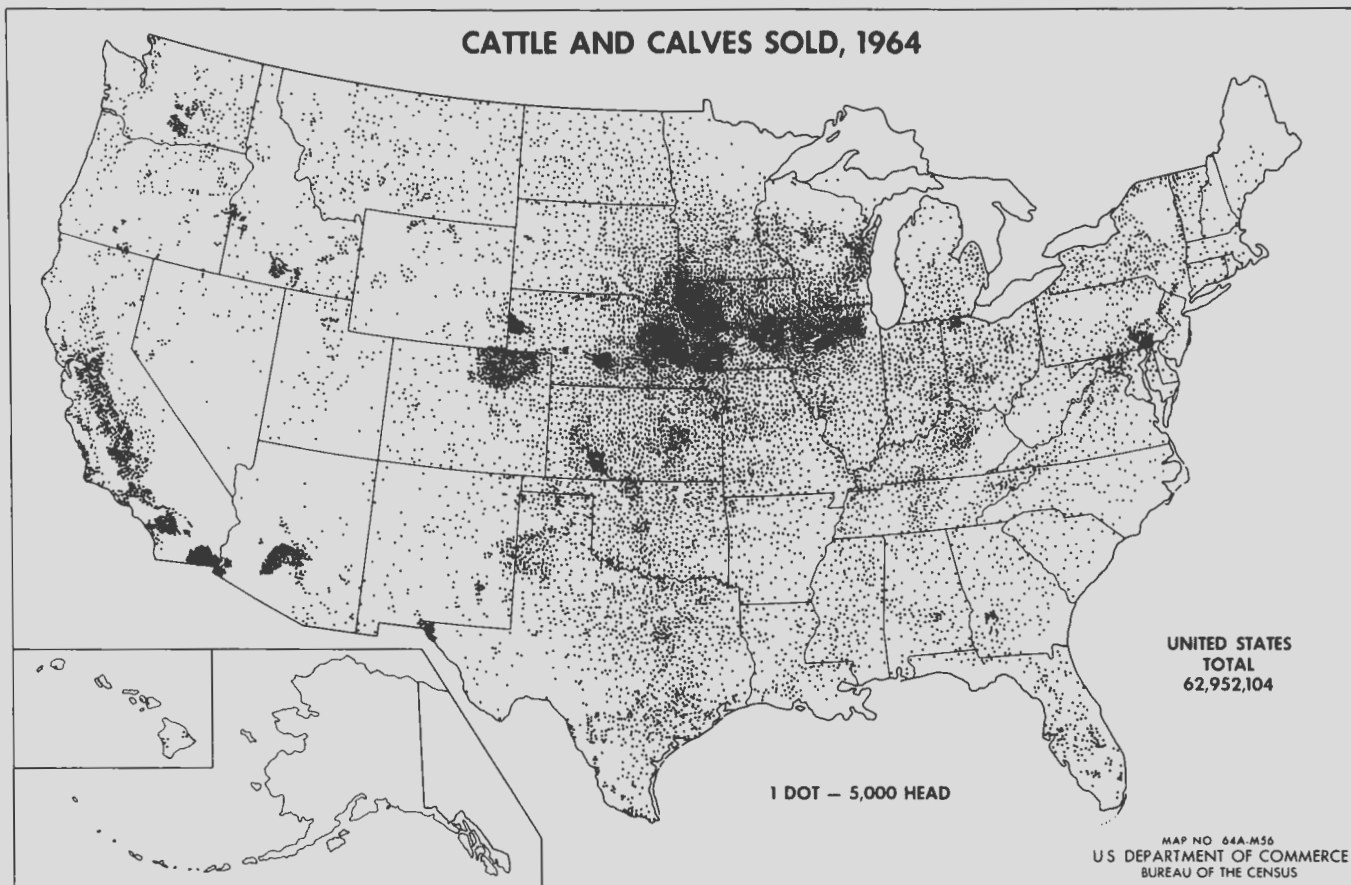 CATTLE AND CALVES SOLD, 1964
UNITED STATES
TOTAL
62,952,104
1 DOT – 5,000 HEAD
MAP NO 64A-M56
U S DEPARTMENT OF COMMERCE
BUREAU OF THE CENSUS